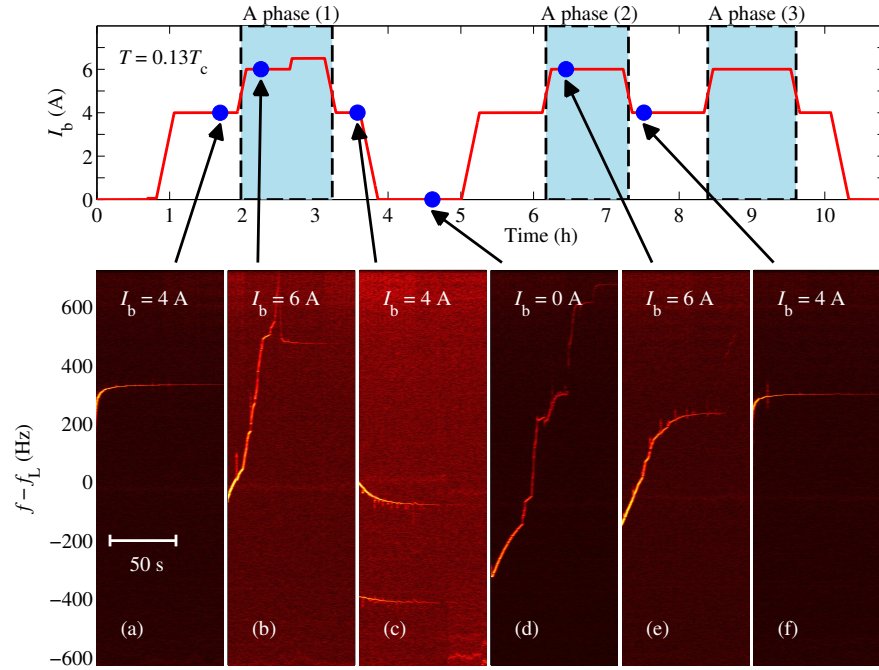 A phase (1) A phase (2) A phase (3)
T = 0.13T_c
I_b (A)
6
4
2
0
0 1 2 3 4 5 6 7 8 9 10
Time (h)
I_b = 4 A I_b = 6 A I_b = 4 A I_b = 0 A I_b = 6 A I_b = 4 A
f − f_L (Hz)
600
400
200
0
−200
−400
−600
50 s
(a) (b) (c) (d) (e) (f)